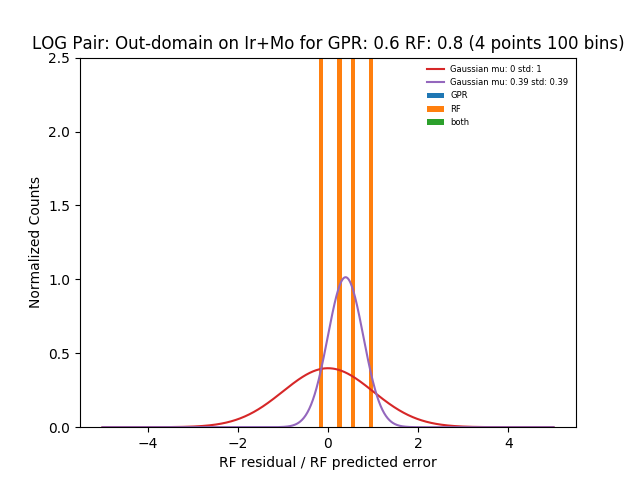 LOG Pair: Out-domain on Ir+Mo for GPR: 0.6 RF: 0.8 (4 points 100 bins)
Gaussian mu: 0 std: 1
Gaussian mu: 0.39 std: 0.39
GPR
RF
both
2.5
2.0
1.5
1.0
0.5
0.0
Normalized Counts
−4 −2 0 2 4
RF residual / RF predicted error